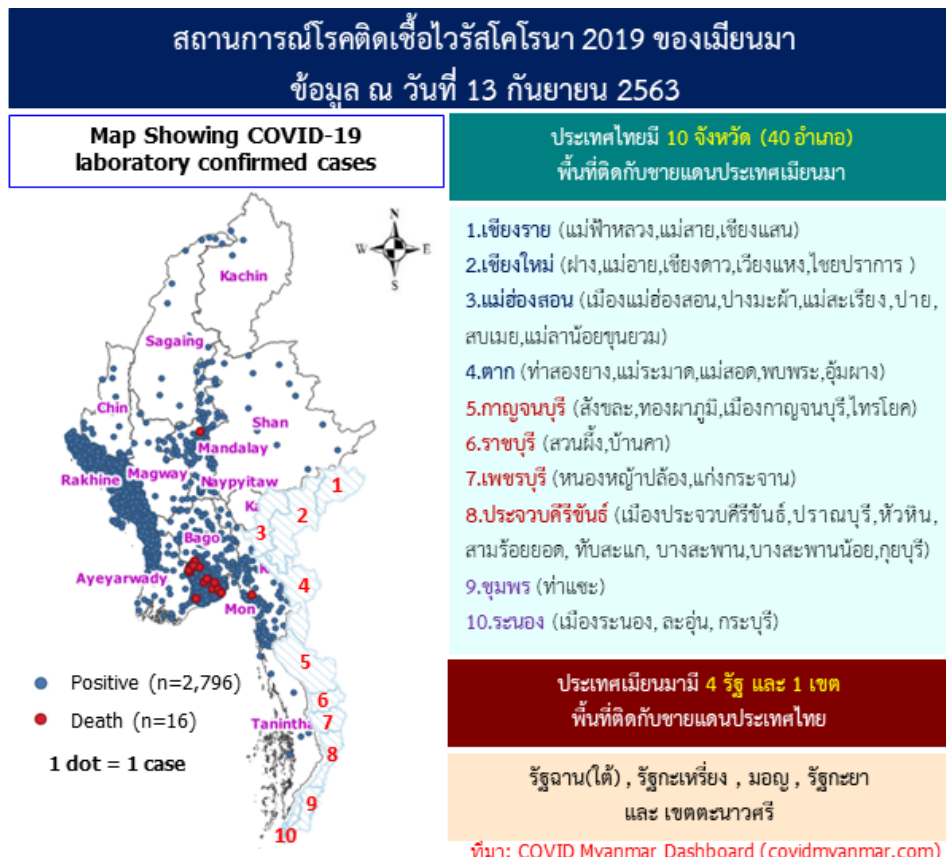 สถานการณ์โรคติดเชื้อไวรัสโคโรนา 2019 ของเมียนมา
ข้อมูล ณ วันที่ 13 กันยายน 2563
Map Showing COVID-19
laboratory confirmed cases
N
W
E
S
Kachin
Sagaing
Chin
Shan
Mandalay
Rakhine
Magway
Naypyitaw
Bago
Ayeyarwady
Mon
Tanintha
1
2
3
4
5
6
7
8
9
10
Positive (n=2,796)
Death (n=16)
1 dot = 1 case
ประเทศไทยมี 10 จังหวัด (40 อำเภอ)
พื้นที่ติดกับชายแดนประเทศเมียนมา
1.เชียงราย (แม่ฟ้าหลวง,แม่สาย,เชียงแสน)
2.เชียงใหม่ (ฝาง,แม่อาย,เชียงดาว,เวียงแหง,ไชยปราการ )
3.แม่ฮ่องสอน (เมืองแม่ฮ่องสอน,ปางมะผ้า,แม่สะเรียง,ปาย,
สบเมย,แม่ลาน้อยขุนยวม)
4.ตาก (ท่าสองยาง,แม่ระมาด,แม่สอด,พบพระ,อุ้มผาง)
5.กาญจนบุรี (สังขละ,ทองผาภูมิ,เมืองกาญจนบุรี,ไทรโยค)
6.ราชบุรี (สวนผึ้ง,บ้านคา)
7.เพชรบุรี (หนองหญ้าปล้อง,แก่งกระจาน)
8.ประจวบคีรีขันธ์ (เมืองประจวบคีรีขันธ์,ปราณบุรี,หัวหิน,
สามร้อยยอด, ทับสะแก, บางสะพาน,บางสะพานน้อย,กุยบุรี)
9.ชุมพร (ท่าแซะ)
10.ระนอง (เมืองระนอง, ละอุ่น, กระบุรี)
ประเทศเมียนมามี 4 รัฐ และ 1 เขต
พื้นที่ติดกับชายแดนประเทศไทย
รัฐฉาน(ใต้) , รัฐกะเหรี่ยง , มอญ , รัฐกะยา
และ เขตตะนาวศรี
ที่มา: COVID Myanmar Dashboard (covidmyanmar.com)